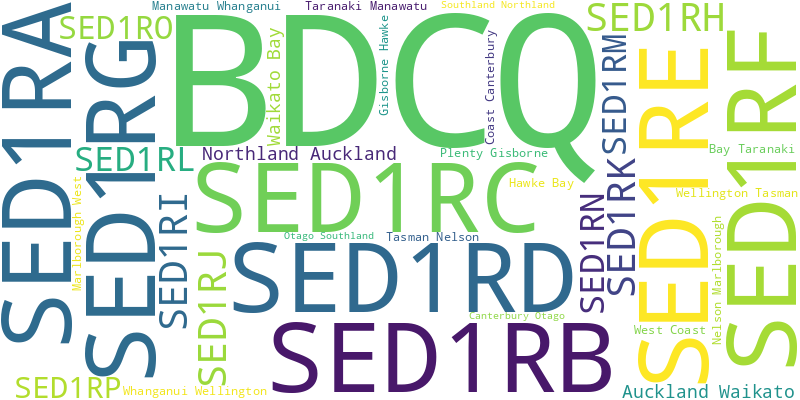 Manawatu Whanganui
Taranaki Manawatu
Southland Northland
SED1RA
SED1RO
SED1RG
BDCQ
Waikato Bay
Gisborne Hawke
Coast Canterbury
SED1RH
SED1RM
SED1RE
SED1RF
SED1RL
Northland Auckland
Plenty Gisborne
Bay Taranaki
SED1RC
Hawke Bay
SED1RK
Wellington Tasman
Marlborough West
SED1RI
SED1RN
Otago Southland
Tasman Nelson
Nelson Marlborough
SED1RJ
SED1RD
Canterbury Otago
West Coast
SED1RB
SED1RP
Whanganui Wellington
Auckland Waikato